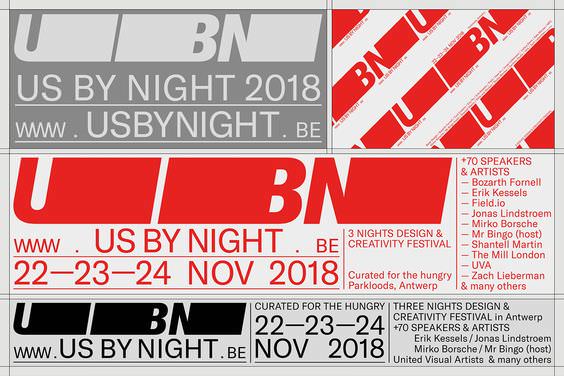 U BN
US BY NIGHT 2018
WWW . USBYNIGHT . BE
U BN
WWW . US BY NIGHT . BE
22—23—24 NOV 2018
3 NIGHTS DESIGN &
CREATIVITY FESTIVAL
Curated for the hungry
Parkloods, Antwerp
+70 SPEAKERS
& ARTISTS
— Bozarth Fornell
— Erik Kessels
— Field.io
— Jonas Lindstroem
— Mirko Borsche
— Mr Bingo (host)
— Shantell Martin
— The Mill London
— UVA
— Zach Lieberman
& many others
U BN
WWW . US BY NIGHT . BE
CURATED FOR THE HUNGRY
22—23—24
NOV 2018
THREE NIGHTS DESIGN &
CREATIVITY FESTIVAL in Antwerp
+70 SPEAKERS & ARTISTS
Erik Kessels / Jonas Lindstroem
Mirko Borsche / Mr Bingo (host)
United Visual Artists & many others